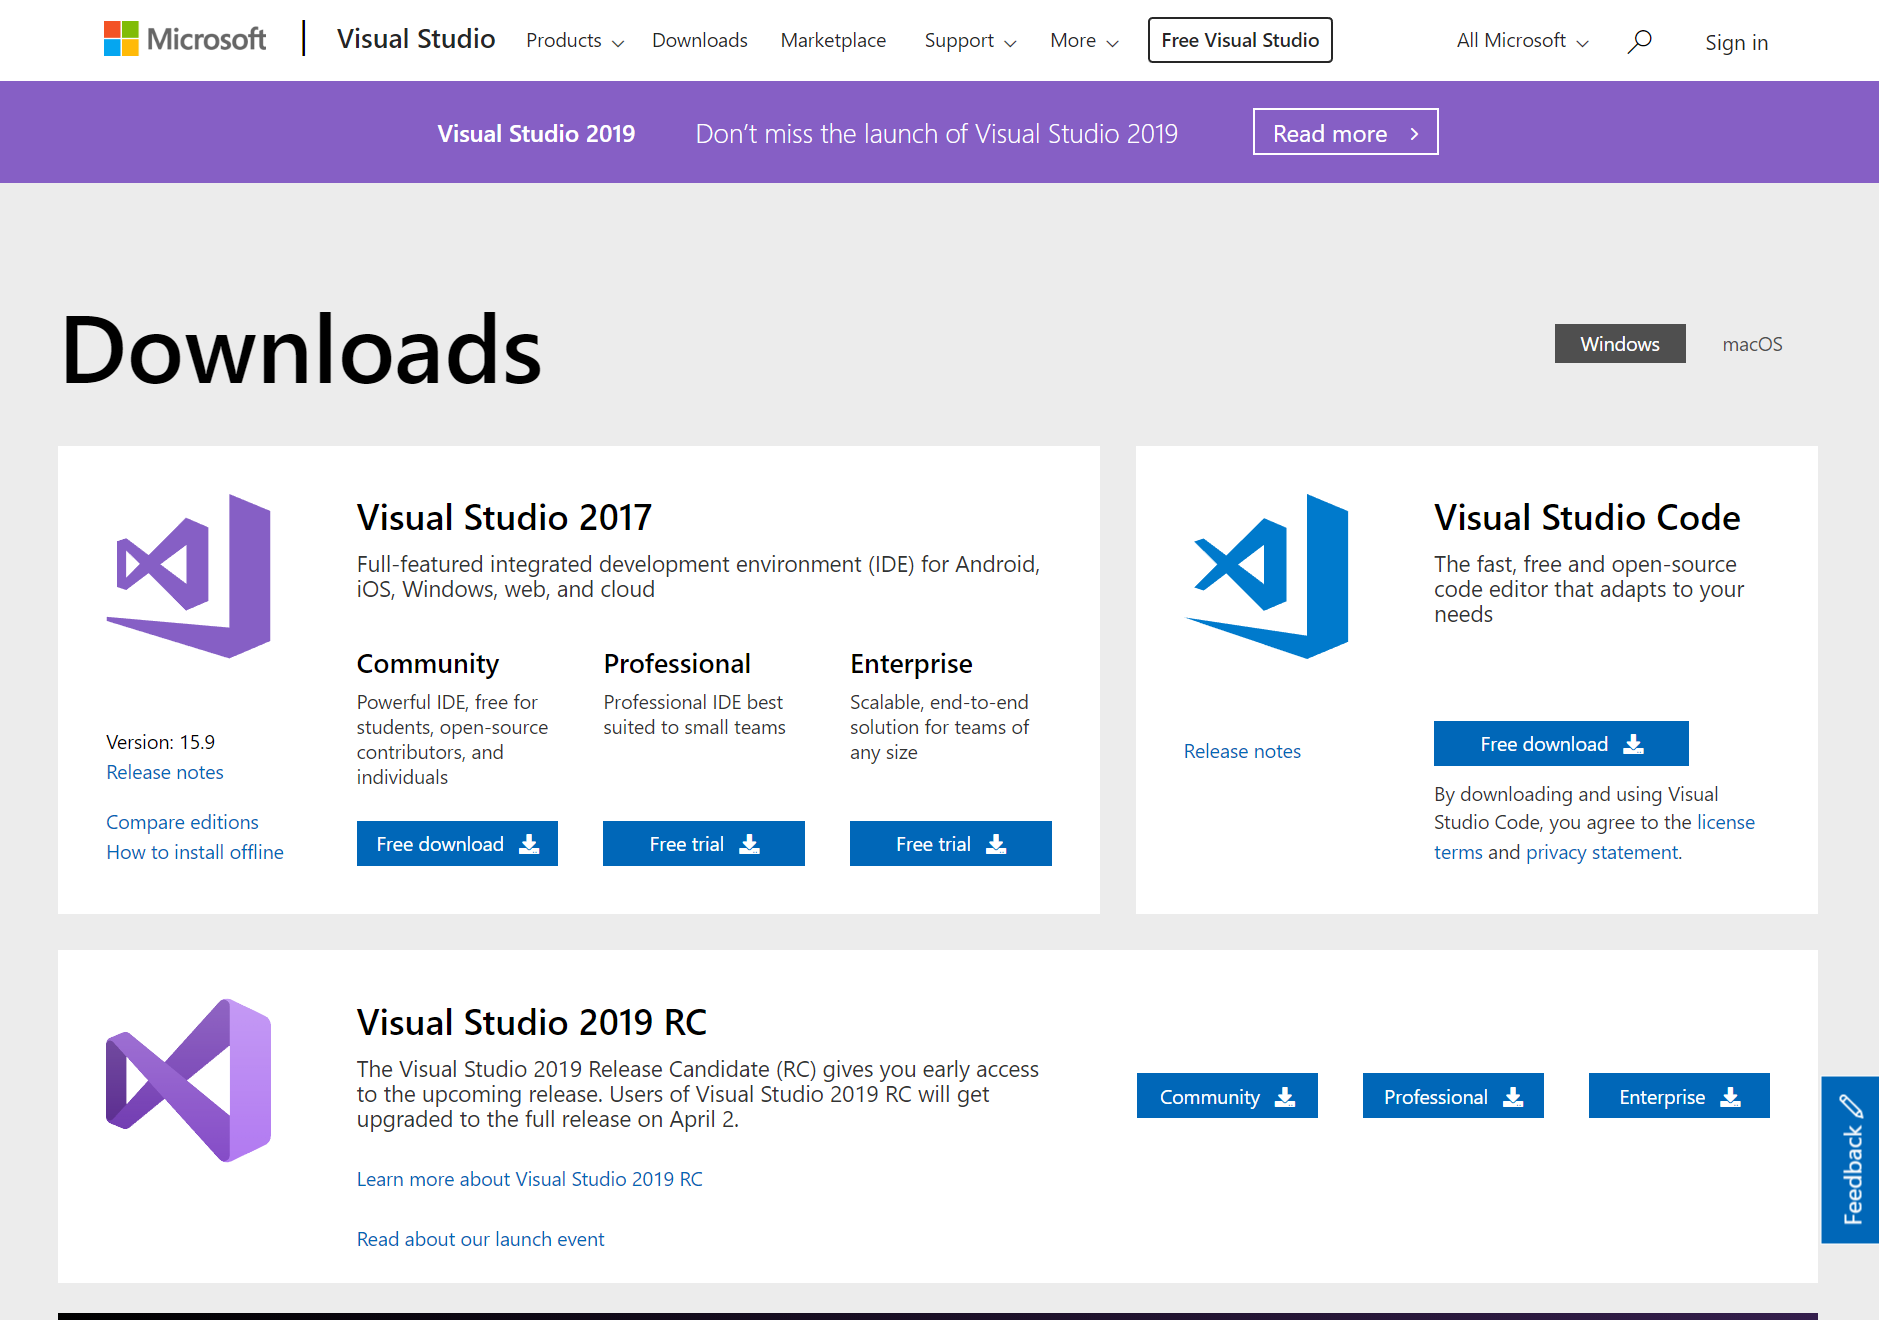 Microsoft
Visual Studio
Products
Downloads
Marketplace
Support
More
Free Visual Studio
All Microsoft
Sign in
Visual Studio 2019
Don't miss the launch of Visual Studio 2019
Read more
Downloads
Windows
macOS
Visual Studio 2017
Full-featured integrated development environment (IDE) for Android,
iOS, Windows, web, and cloud
Version: 15.9
Release notes
Compare editions
How to install offline
Community
Powerful IDE, free for
students, open-source
contributors, and
individuals
Free download
Professional
Professional IDE best
suited to small teams
Free trial
Enterprise
Scalable, end-to-end
solution for teams of
any size
Free trial
Visual Studio Code
The fast, free and open-source
code editor that adapts to your
needs
Release notes
Free download
By downloading and using Visual
Studio Code, you agree to the license
terms and privacy statement.
Visual Studio 2019 RC
The Visual Studio 2019 Release Candidate (RC) gives you early access
to the upcoming release. Users of Visual Studio 2019 RC will get
upgraded to the full release on April 2.
Learn more about Visual Studio 2019 RC
Read about our launch event
Community
Professional
Enterprise
Feedback